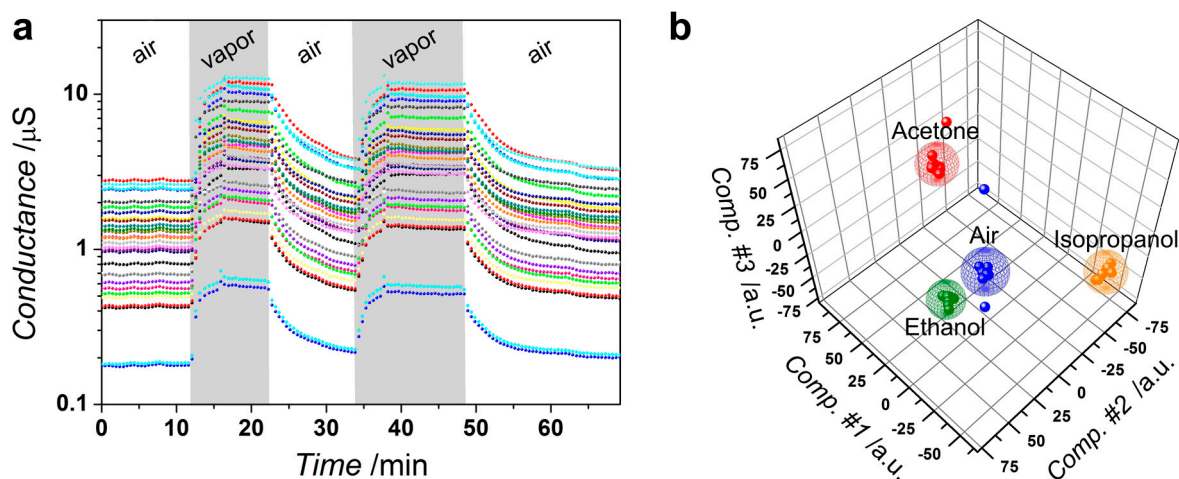 a
air
vapor
air
vapor
air
Conductance /µS
10
1
0.1
0 10 20 30 40 50 60
Time /min
b
Acetone
Air
Isopropanol
Ethanol
Comp. #3 /a.u.
75
50
25
0
-25
-50
-75
Comp. #1 /a.u.
75
50
25
0
-25
-50
Comp. #2 /a.u.
-75
-50
-25
0
25
50
75